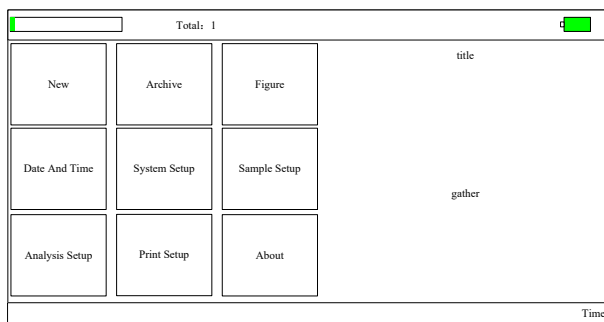 Total：1
title
New
Archive
Figure
Date And Time
System Setup
Sample Setup
gather
Analysis Setup
Print Setup
About
Time